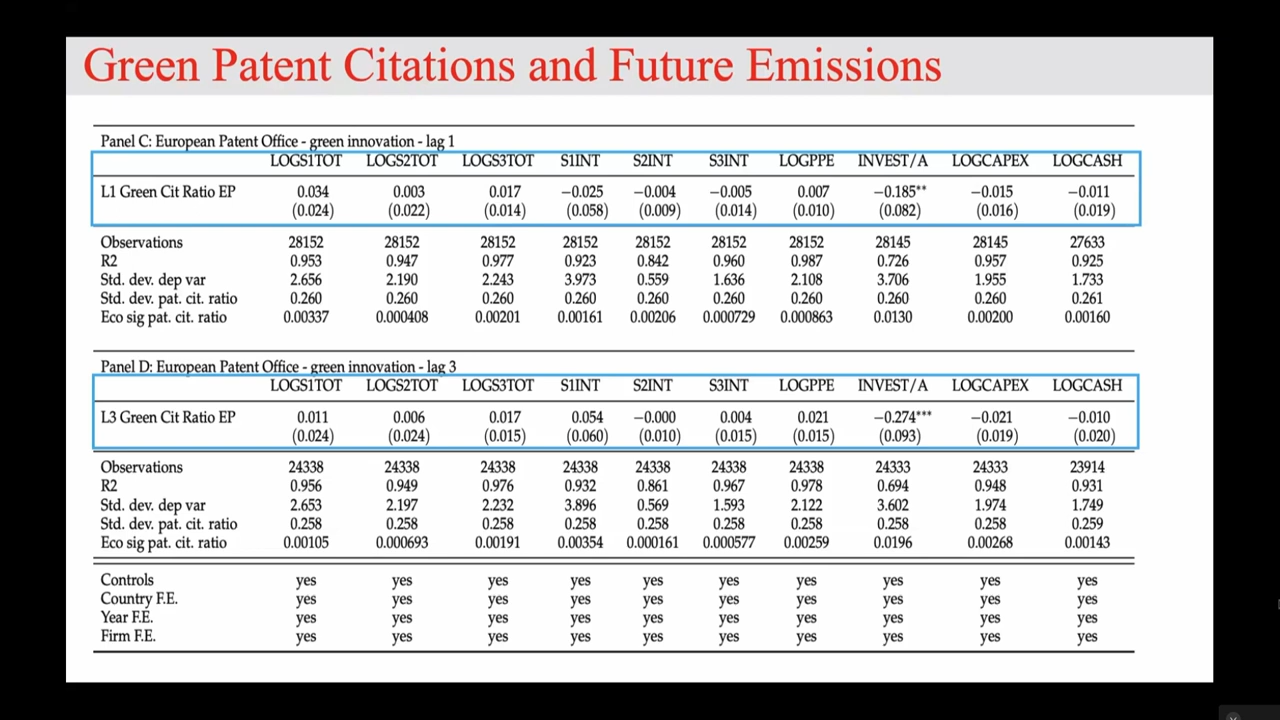 Green Patent Citations and Future Emissions
Panel C: European Patent Office - green innovation - lag 1
LOGS1TOT LOGS2TOT LOGS3TOT S1INT S2INT S3INT LOGPPE INVEST/A LOGCAPEX LOGCASH
L1 Green Cit Ratio EP 0.034 0.003 0.017 −0.025 −0.004 −0.005 0.007 −0.185** −0.015 −0.011
(0.024) (0.022) (0.014) (0.058) (0.009) (0.014) (0.010) (0.082) (0.016) (0.019)
Observations 28152 28152 28152 28152 28152 28152 28152 28145 28145 27633
R2 0.953 0.947 0.977 0.923 0.842 0.960 0.987 0.726 0.957 0.925
Std. dev. dep var 2.656 2.190 2.243 3.973 0.559 1.636 2.108 3.706 1.955 1.733
Std. dev. pat. cit. ratio 0.260 0.260 0.260 0.260 0.260 0.260 0.260 0.260 0.260 0.261
Eco sig pat. cit. ratio 0.00337 0.000408 0.00201 0.00161 0.00206 0.000729 0.000863 0.0130 0.00200 0.00160
Panel D: European Patent Office - green innovation - lag 3
LOGS1TOT LOGS2TOT LOGS3TOT S1INT S2INT S3INT LOGPPE INVEST/A LOGCAPEX LOGCASH
L3 Green Cit Ratio EP 0.011 0.006 0.017 0.054 −0.000 0.004 0.021 −0.274*** −0.021 −0.010
(0.024) (0.024) (0.015) (0.060) (0.010) (0.015) (0.015) (0.093) (0.019) (0.020)
Observations 24338 24338 24338 24338 24338 24338 24338 24333 24333 23914
R2 0.956 0.949 0.976 0.932 0.861 0.967 0.978 0.694 0.948 0.931
Std. dev. dep var 2.653 2.197 2.232 3.896 0.569 1.593 2.122 3.602 1.974 1.749
Std. dev. pat. cit. ratio 0.258 0.258 0.258 0.258 0.258 0.258 0.258 0.258 0.258 0.259
Eco sig pat. cit. ratio 0.00105 0.000693 0.00191 0.00354 0.000161 0.000577 0.00259 0.0196 0.00268 0.00143
Controls yes yes yes yes yes yes yes yes yes yes
Country F.E. yes yes yes yes yes yes yes yes yes yes
Year F.E. yes yes yes yes yes yes yes yes yes yes
Firm F.E. yes yes yes yes yes yes yes yes yes yes